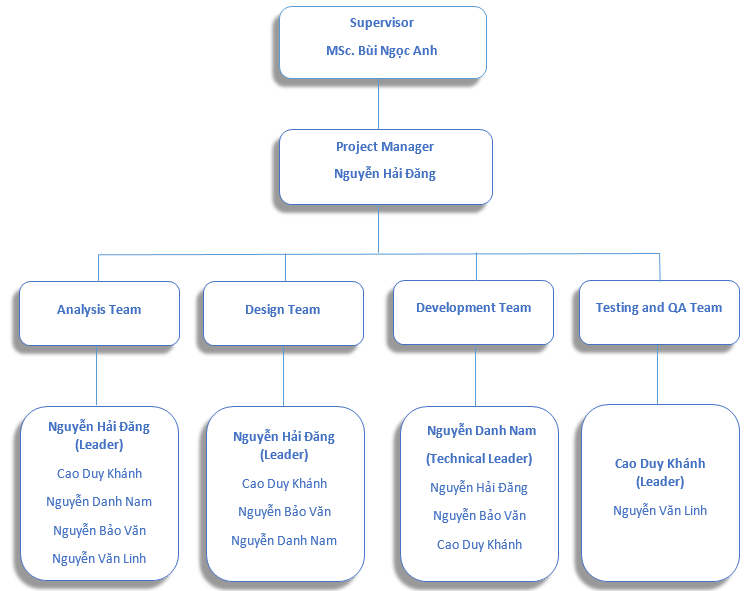 Supervisor
MSc. Bùi Ngọc Anh
Project Manager
Nguyễn Hải Đăng
Analysis Team
Design Team
Development Team
Testing and QA Team
Nguyễn Hải Đăng
(Leader)
Cao Duy Khánh
Nguyễn Danh Nam
Nguyễn Bảo Văn
Nguyễn Văn Linh
Nguyễn Hải Đăng
(Leader)
Cao Duy Khánh
Nguyễn Bảo Văn
Nguyễn Danh Nam
Nguyễn Danh Nam
(Technical Leader)
Nguyễn Hải Đăng
Nguyễn Bảo Văn
Cao Duy Khánh
Cao Duy Khánh
(Leader)
Nguyễn Văn Linh